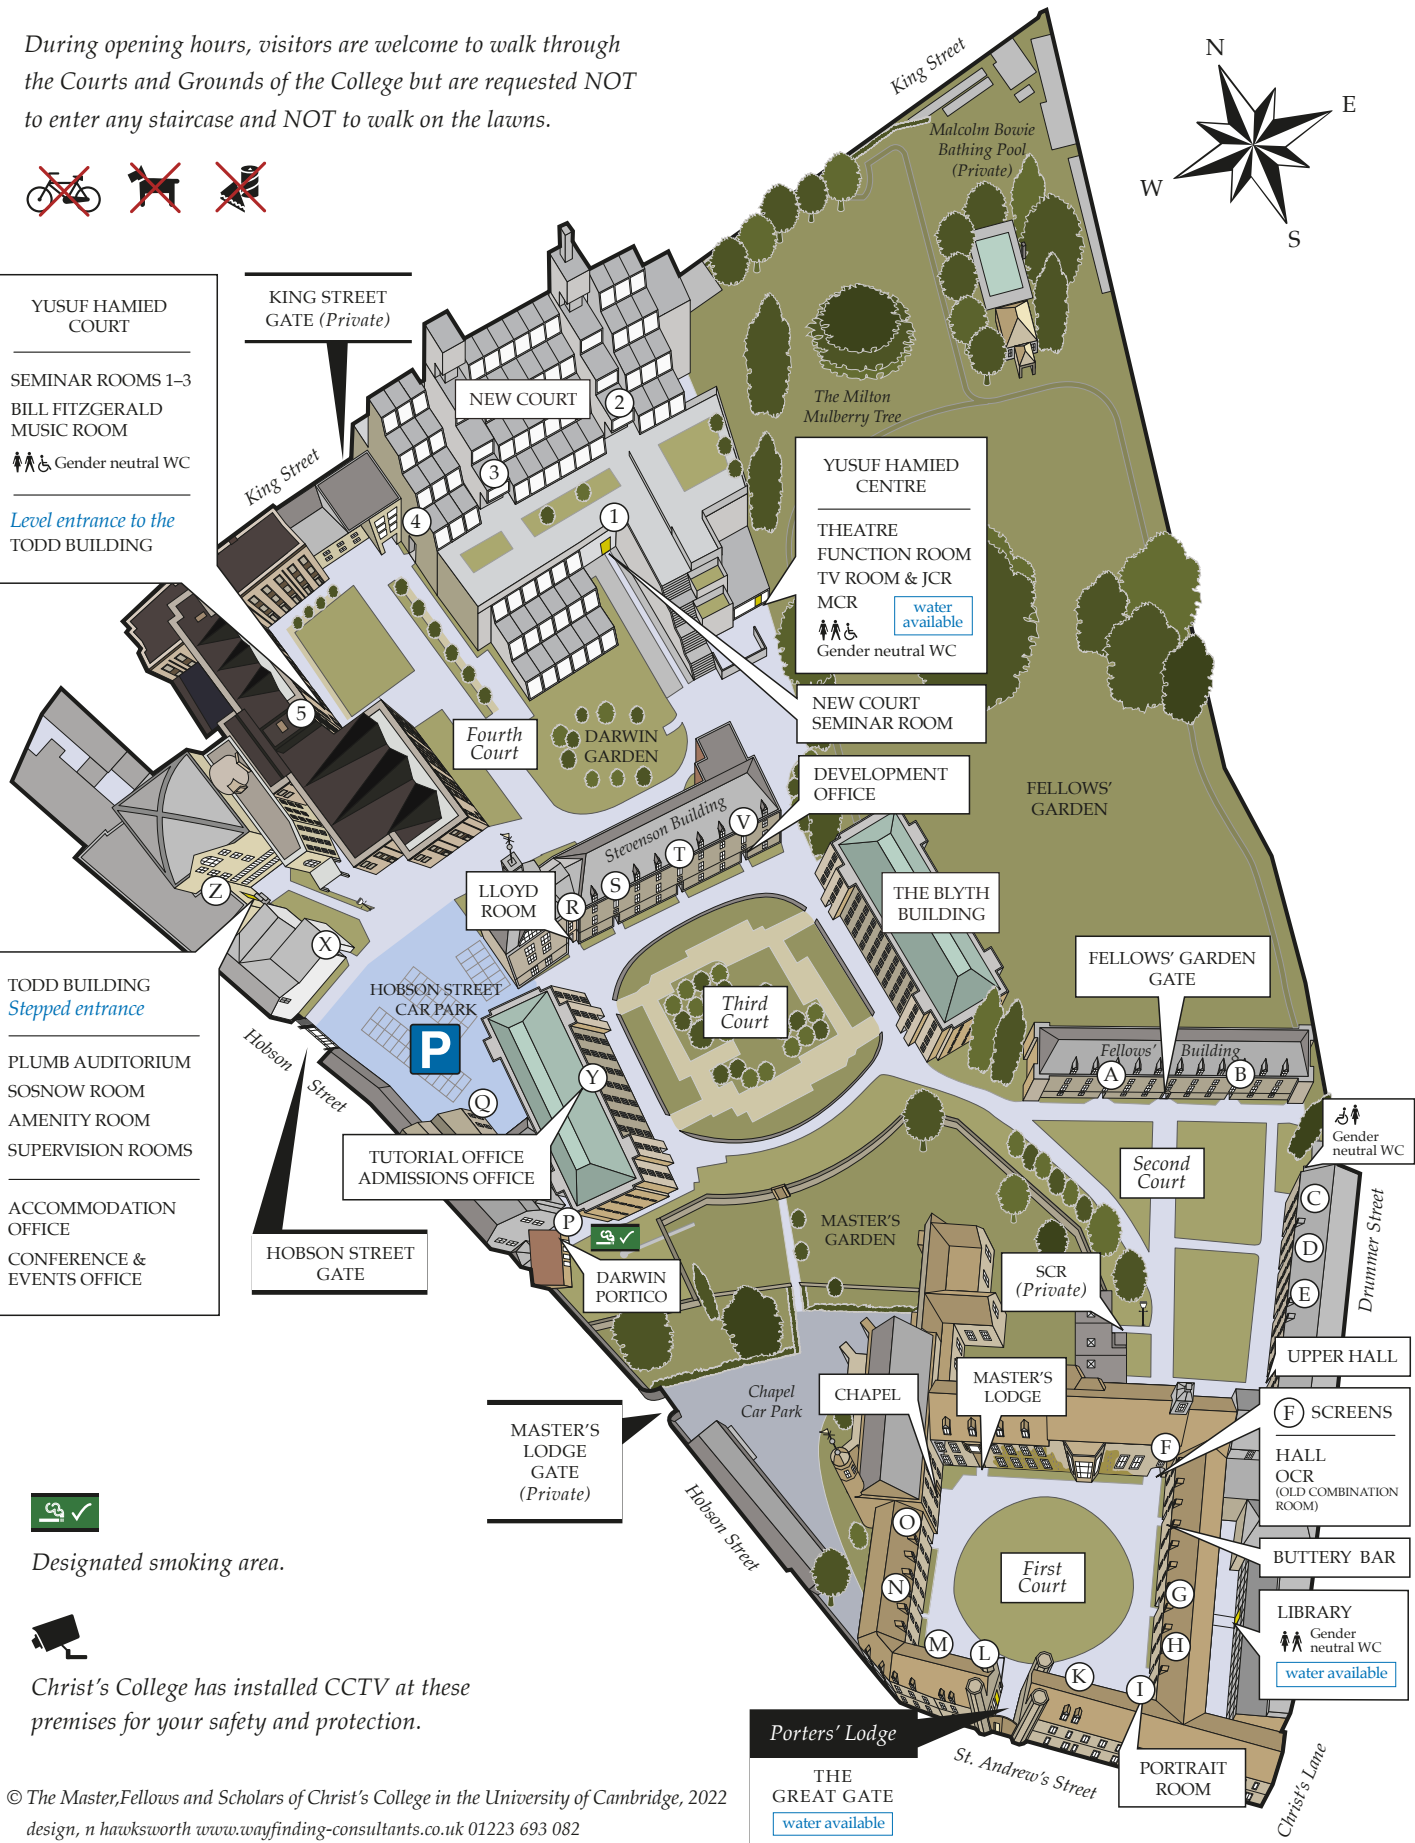 During opening hours, visitors are welcome to walk through
the Courts and Grounds of the College but are requested NOT
to enter any staircase and NOT to walk on the lawns.
N
E
W
S
King Street
Malcolm Bowie
Bathing Pool
(Private)
YUSUF HAMIED
COURT
SEMINAR ROOMS 1–3
BILL FITZGERALD
MUSIC ROOM
Gender neutral WC
Level entrance to the
TODD BUILDING
KING STREET
GATE (Private)
NEW COURT
2
3
4
1
5
King Street
The Milton
Mulberry Tree
YUSUF HAMIED
CENTRE
THEATRE
FUNCTION ROOM
TV ROOM & JCR
MCR
water
available
Gender neutral WC
NEW COURT
SEMINAR ROOM
Fourth
Court
DARWIN
GARDEN
DEVELOPMENT
OFFICE
FELLOWS'
GARDEN
Stevenson Building
V
T
S
R
LLOYD
ROOM
THE BLYTH
BUILDING
Z
X
FELLOWS' GARDEN
GATE
TODD BUILDING
Stepped entrance
PLUMB AUDITORIUM
SOSNOW ROOM
AMENITY ROOM
SUPERVISION ROOMS
ACCOMMODATION
OFFICE
CONFERENCE &
EVENTS OFFICE
HOBSON STREET
CAR PARK
P
Third
Court
Fellows' Building
A
B
Hobson Street
Y
Q
Gender
neutral WC
TUTORIAL OFFICE
ADMISSIONS OFFICE
Second
Court
C
D
E
Drummer Street
P
MASTER'S
GARDEN
HOBSON STREET
GATE
DARWIN
PORTICO
SCR
(Private)
UPPER HALL
Chapel
Car Park
CHAPEL
MASTER'S
LODGE
F SCREENS
HALL
OCR
(OLD COMBINATION
ROOM)
F
MASTER'S
LODGE
GATE
(Private)
Hobson Street
O
N
M
L
First
Court
BUTTERY BAR
G
H
K
I
LIBRARY
Gender
neutral WC
water available
Designated smoking area.
Christ's College has installed CCTV at these
premises for your safety and protection.
Porters' Lodge
THE
GREAT GATE
water available
St. Andrew's Street
PORTRAIT
ROOM
Christ's Lane
© The Master,Fellows and Scholars of Christ's College in the University of Cambridge, 2022
design, n hawksworth www.wayfinding-consultants.co.uk 01223 693 082